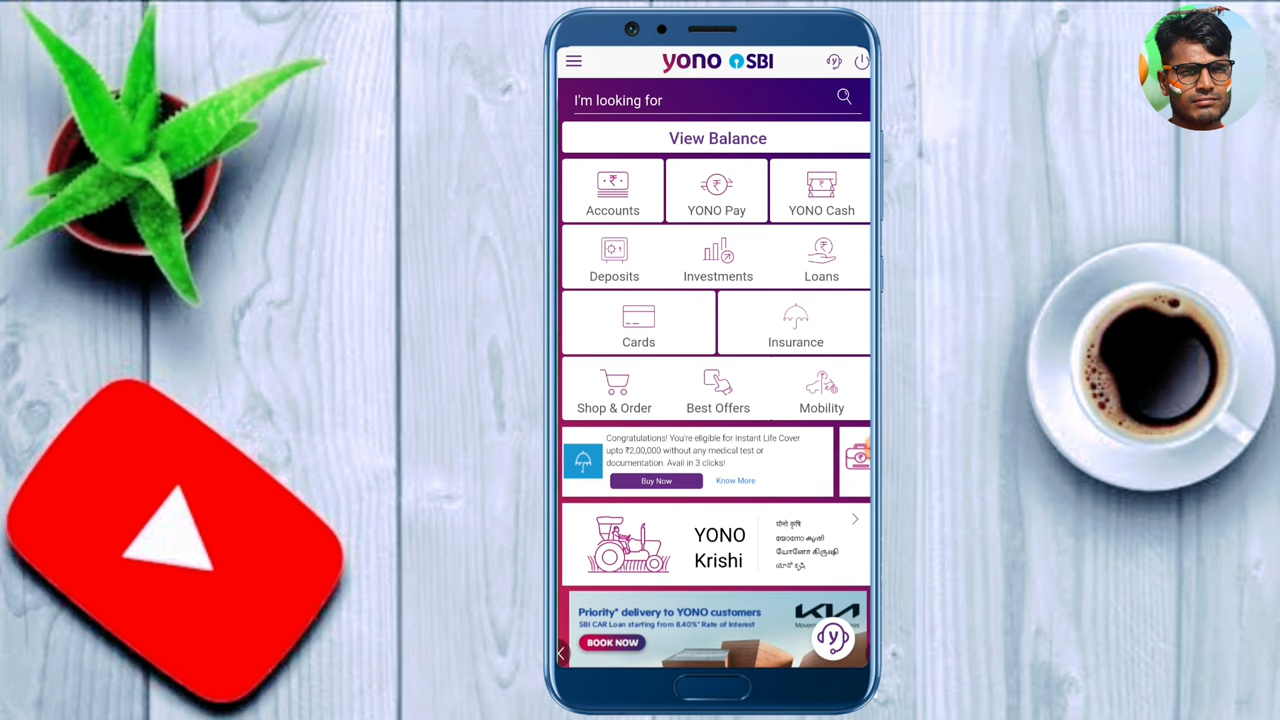 yono SBI
I'm looking for
View Balance
Accounts
YONO Pay
YONO Cash
Deposits
Investments
Loans
Cards
Insurance
Shop & Order
Best Offers
Mobility
Congratulations! You're eligible for Instant Life Cover
upto ₹2,00,000 without any medical test or
documentation. Avail in 3 clicks!
Buy Now
Know More
YONO
Krishi
योनो कृषि
യോനോ കൃഷി
யோனோ கிருஷி
యోనో కృషి
Priority* delivery to YONO customers
SBI CAR Loan starting from 8.40%* Rate of Interest
BOOK NOW
KIA